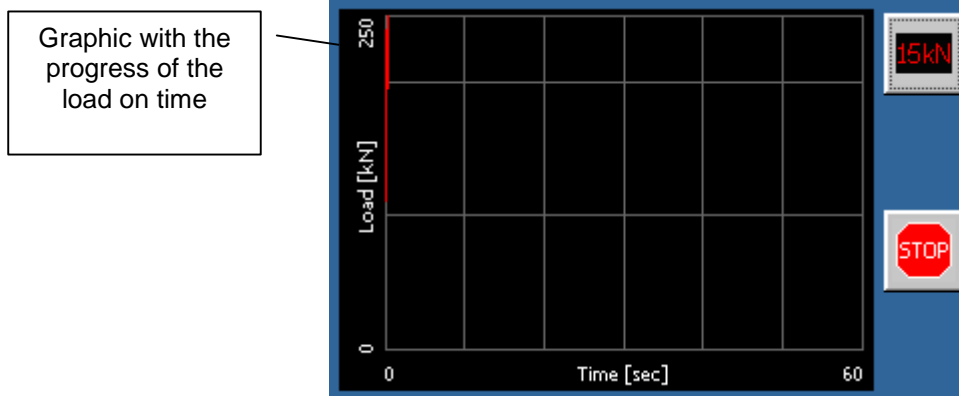 Graphic with the
progress of the
load on time
250
Load [kN]
0
0
Time [sec]
60
15kN
STOP